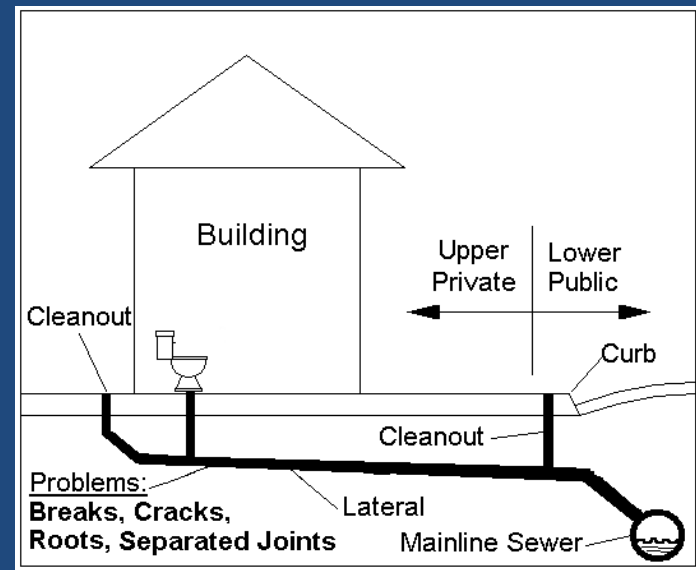 Building
Upper
Private
Lower
Public
Cleanout
Curb
Cleanout
Problems:
Breaks, Cracks,
Roots, Separated Joints
Lateral
Mainline Sewer